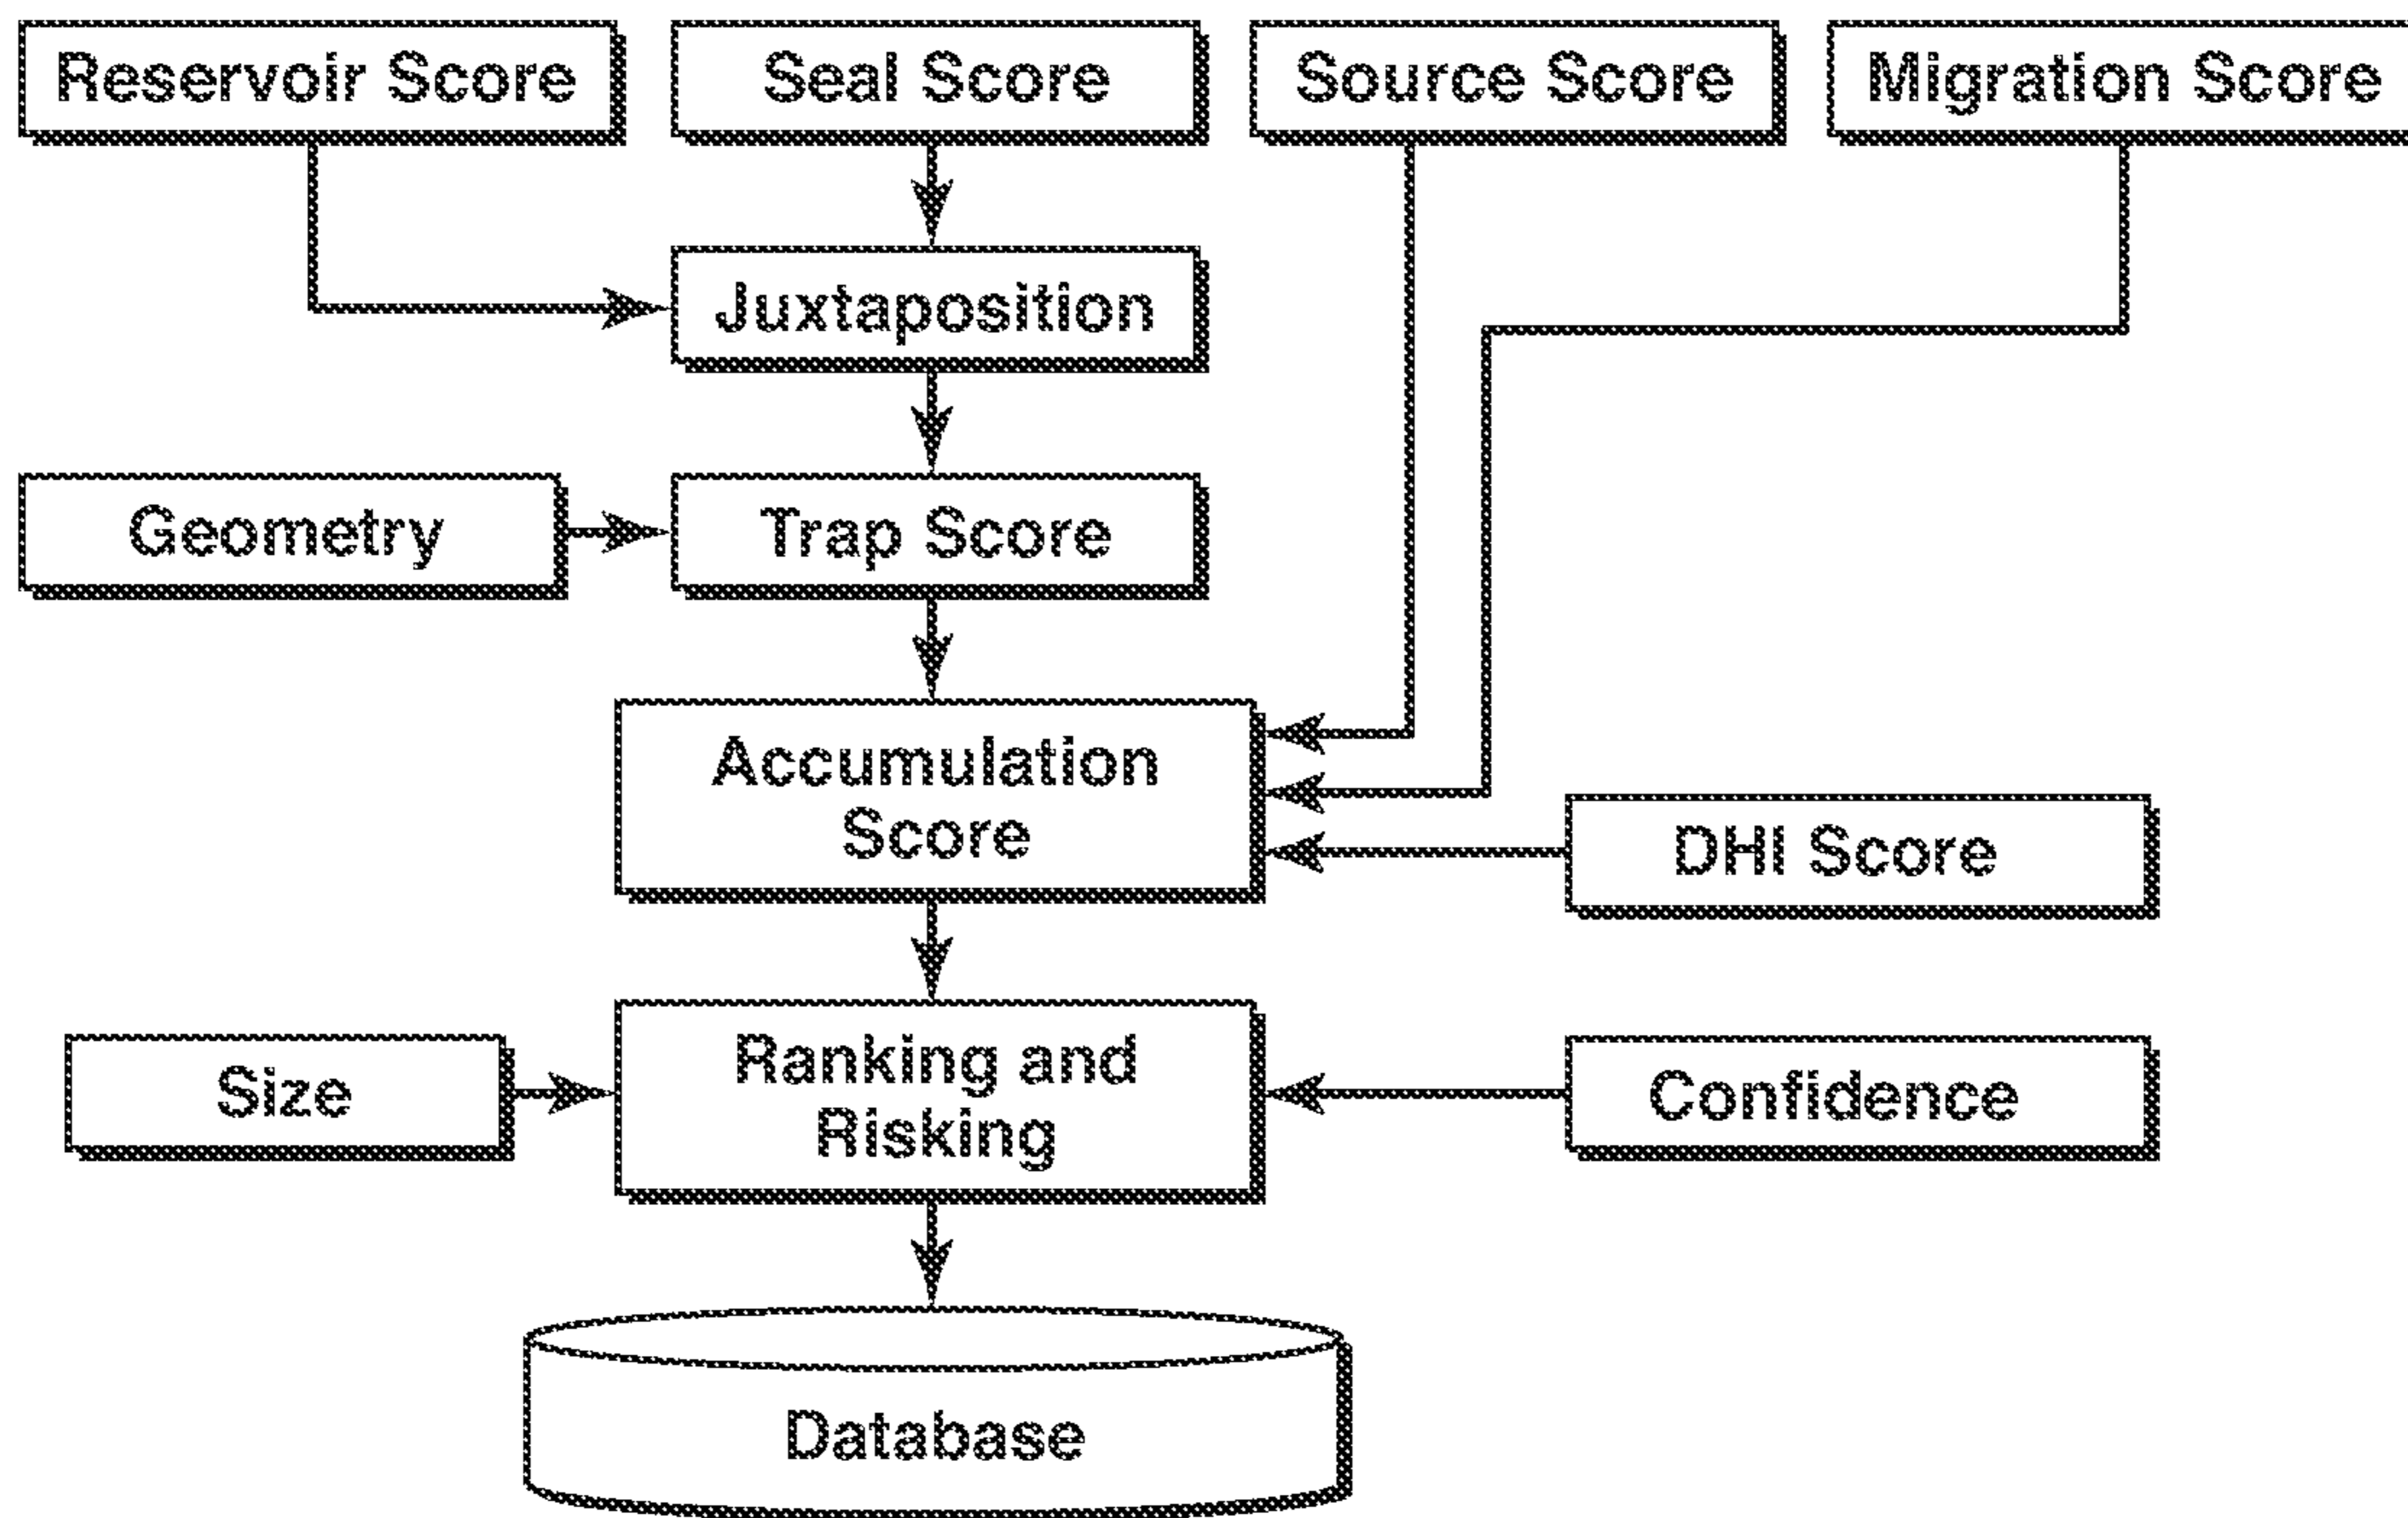 Reservoir Score
Seal Score
Source Score
Migration Score
Juxtaposition
Geometry
Trap Score
Accumulation
Score
DHI Score
Size
Ranking and
Risking
Confidence
Database